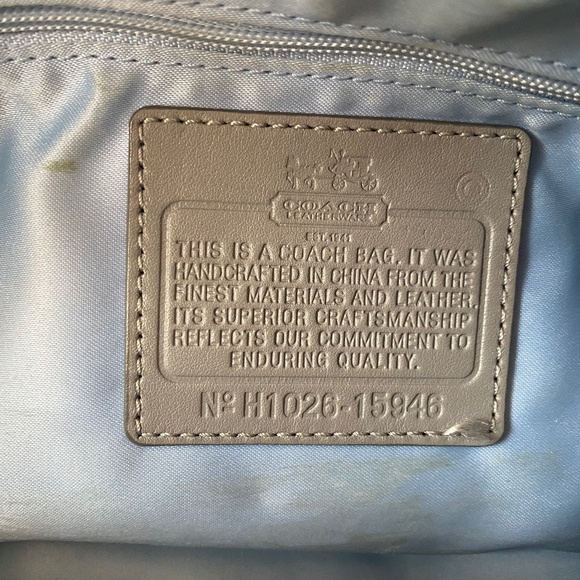 COACH
LEATHERWARE
EST. 1941
THIS IS A COACH BAG. IT WAS
HANDCRAFTED IN CHINA FROM THE
FINEST MATERIALS AND LEATHER.
ITS SUPERIOR CRAFTSMANSHIP
REFLECTS OUR COMMITMENT TO
ENDURING QUALITY.
Nº H1026-15946